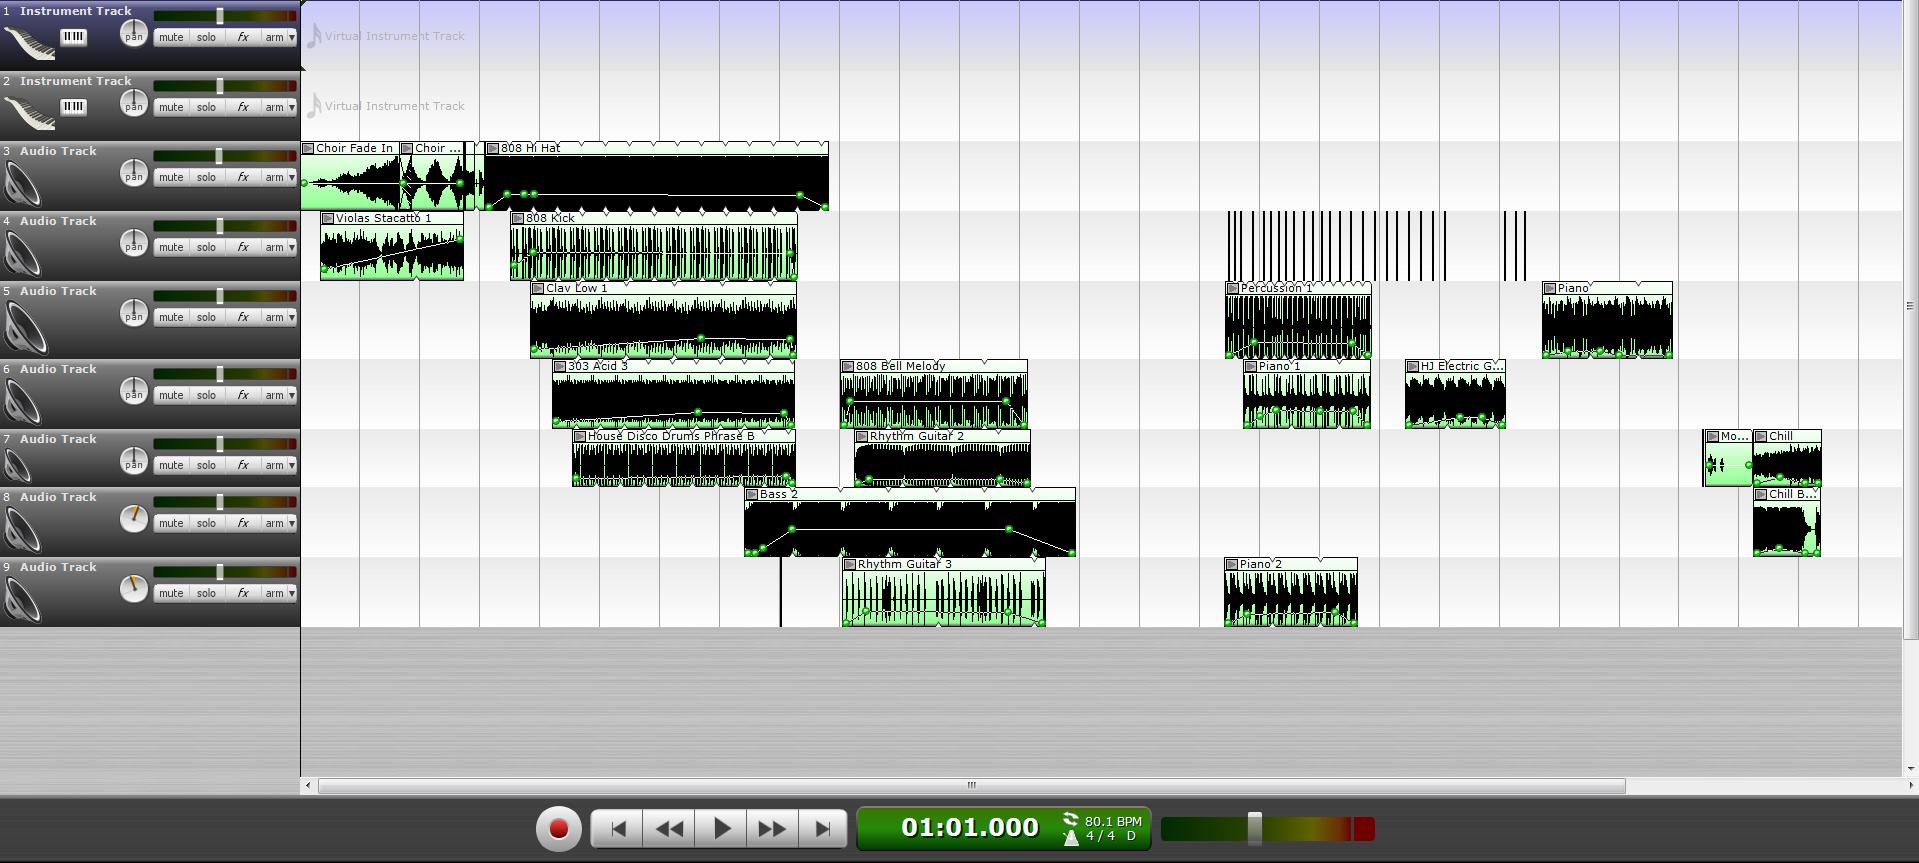 1 Instrument Track
pan mute solo fx arm
Virtual Instrument Track
2 Instrument Track
pan mute solo fx arm
Virtual Instrument Track
3 Audio Track
pan mute solo fx arm
Choir Fade In Choir ... 808 Hi Hat
4 Audio Track
pan mute solo fx arm
Violas Stacatto 1 808 Kick
5 Audio Track
pan mute solo fx arm
Clav Low 1 Percussion 1 Piano
6 Audio Track
pan mute solo fx arm
303 Acid 3 808 Bell Melody Piano 1 HJ Electric G...
7 Audio Track
pan mute solo fx arm
House Disco Drums Phrase B Rhythm Guitar 2 Mo... Chill
8 Audio Track
mute solo fx arm
Bass 2 Chill B...
9 Audio Track
mute solo fx arm
Rhythm Guitar 3 Piano 2
01:01.000 80.1 BPM
4 / 4 D